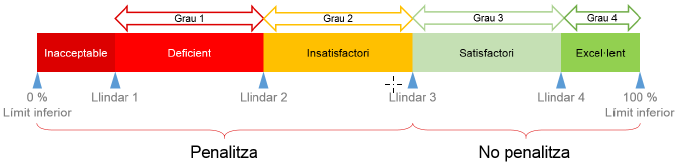 Grau 1
Grau 2
Grau 3
Grau 4
Inacceptable
Deficient
Insatisfactori
Satisfactori
Excel·lent
0 %
Límit inferior
Llindar 1
Llindar 2
Llindar 3
Llindar 4
100 %
Límit inferior
Penalitza
No penalitza